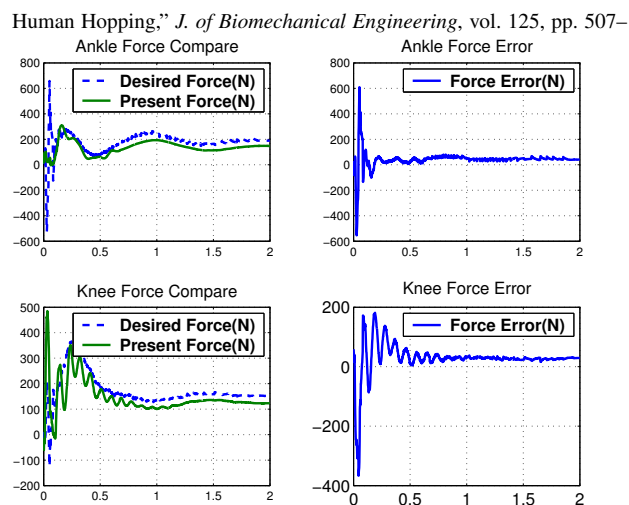 Human Hopping,” J. of Biomechanical Engineering, vol. 125, pp. 507–
Ankle Force Compare
800
600
400
200
0
−200
−400
−600
0 0.5 1 1.5 2
Desired Force(N)
Present Force(N)
Ankle Force Error
800
600
400
200
0
−200
−400
−600
0 0.5 1 1.5 2
Force Error(N)
Knee Force Compare
500
400
300
200
100
0
−100
−200
0 0.5 1 1.5 2
Desired Force(N)
Present Force(N)
Knee Force Error
200
0
−200
−400
0 0.5 1 1.5 2
Force Error(N)